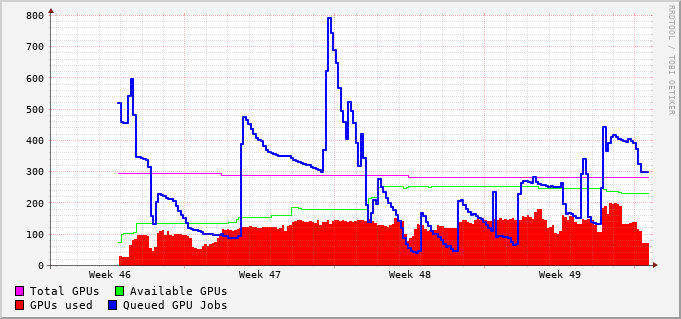 800
700
600
500
400
300
200
100
0
Week 46 Week 47 Week 48 Week 49
Total GPUs Available GPUs
GPUs used Queued GPU Jobs
RRDTOOL / TOBI OETIKER